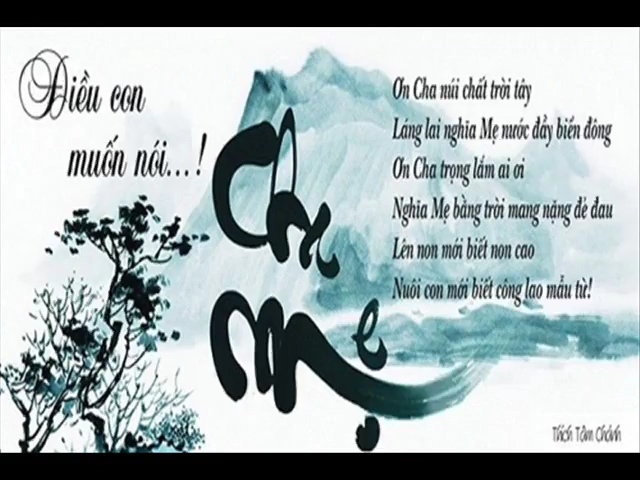 Điều con
muốn nói...!
Cha
Mẹ
Ơn Cha núi chất trời tây
Láng lai nghĩa Mẹ nước đầy biển đông
Ơn Cha trọng lắm ai ơi
Nghĩa Mẹ bằng trời mang nặng đẻ đau
Lên non mới biết non cao
Nuôi con mới biết công lao mẫu từ!
Thích Tâm Chánh